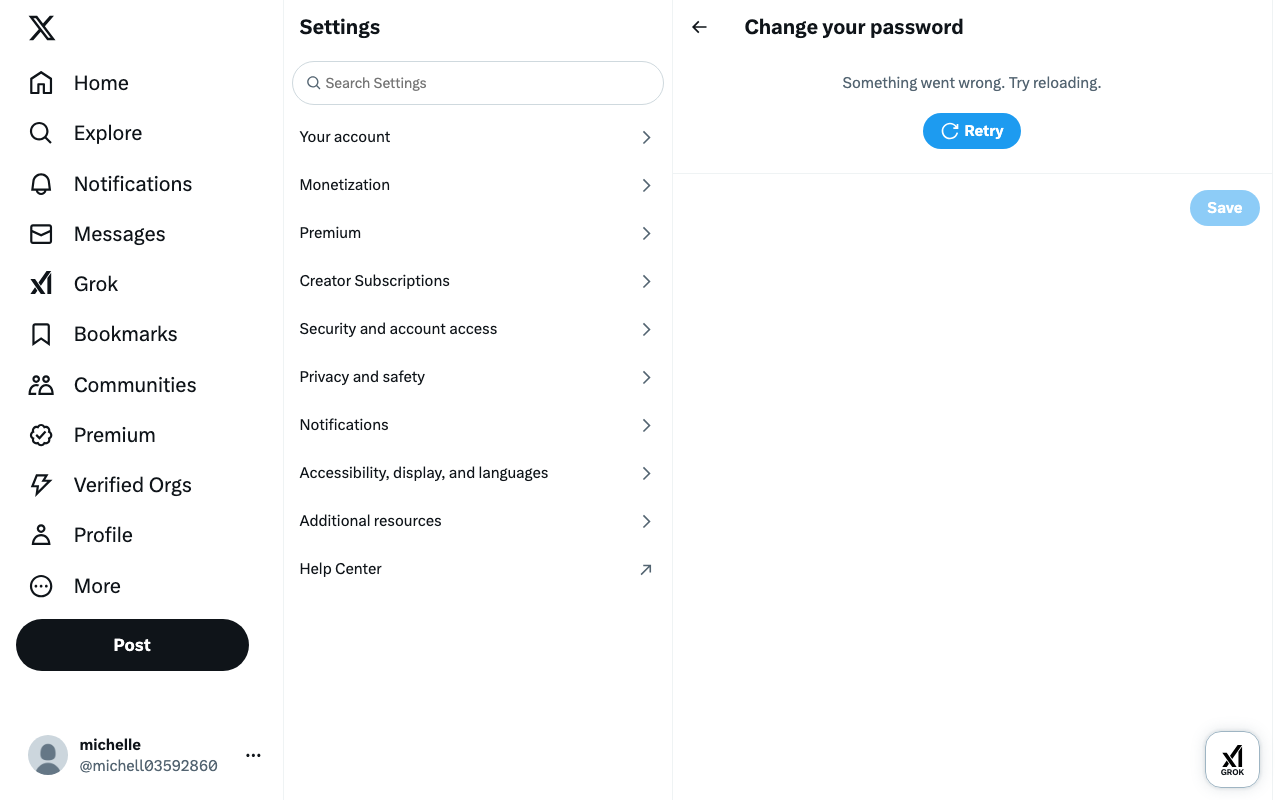 Home
Explore
Notifications
Messages
Grok
Bookmarks
Communities
Premium
Verified Orgs
Profile
More
Post
michelle
@michell03592860
Settings
Search Settings
Your account
Monetization
Premium
Creator Subscriptions
Security and account access
Privacy and safety
Notifications
Accessibility, display, and languages
Additional resources
Help Center
Change your password
Something went wrong. Try reloading.
Retry
Save
GROK